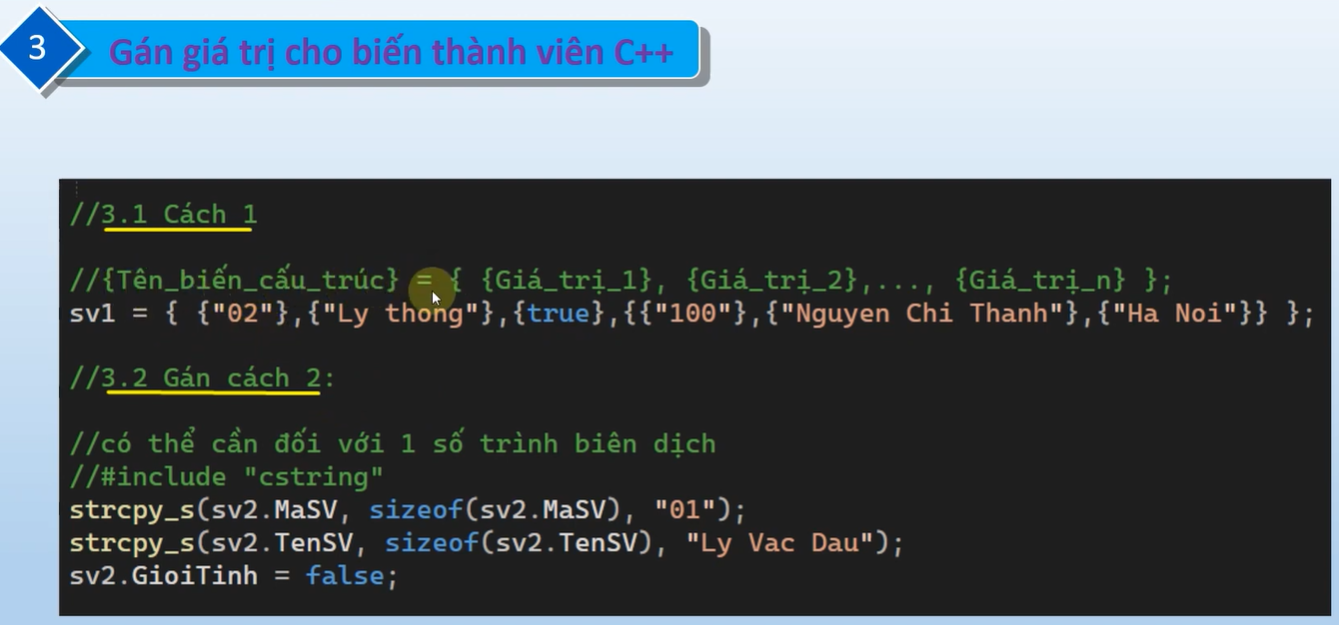 3
Gán giá trị cho biến thành viên C++
//3.1 Cách 1
//{Tên_biến_cấu_trúc} = { {Giá_trị_1}, {Giá_trị_2},..., {Giá_trị_n} };
sv1 = { {"02"},{"Ly thong"},{true},{{"100"},{"Nguyen Chi Thanh"},{"Ha Noi"}} };
//3.2 Gán cách 2:
//có thể cần đối với 1 số trình biên dịch
//#include "cstring"
strcpy_s(sv2.MaSV, sizeof(sv2.MaSV), "01");
strcpy_s(sv2.TenSV, sizeof(sv2.TenSV), "Ly Vac Dau");
sv2.GioiTinh = false;